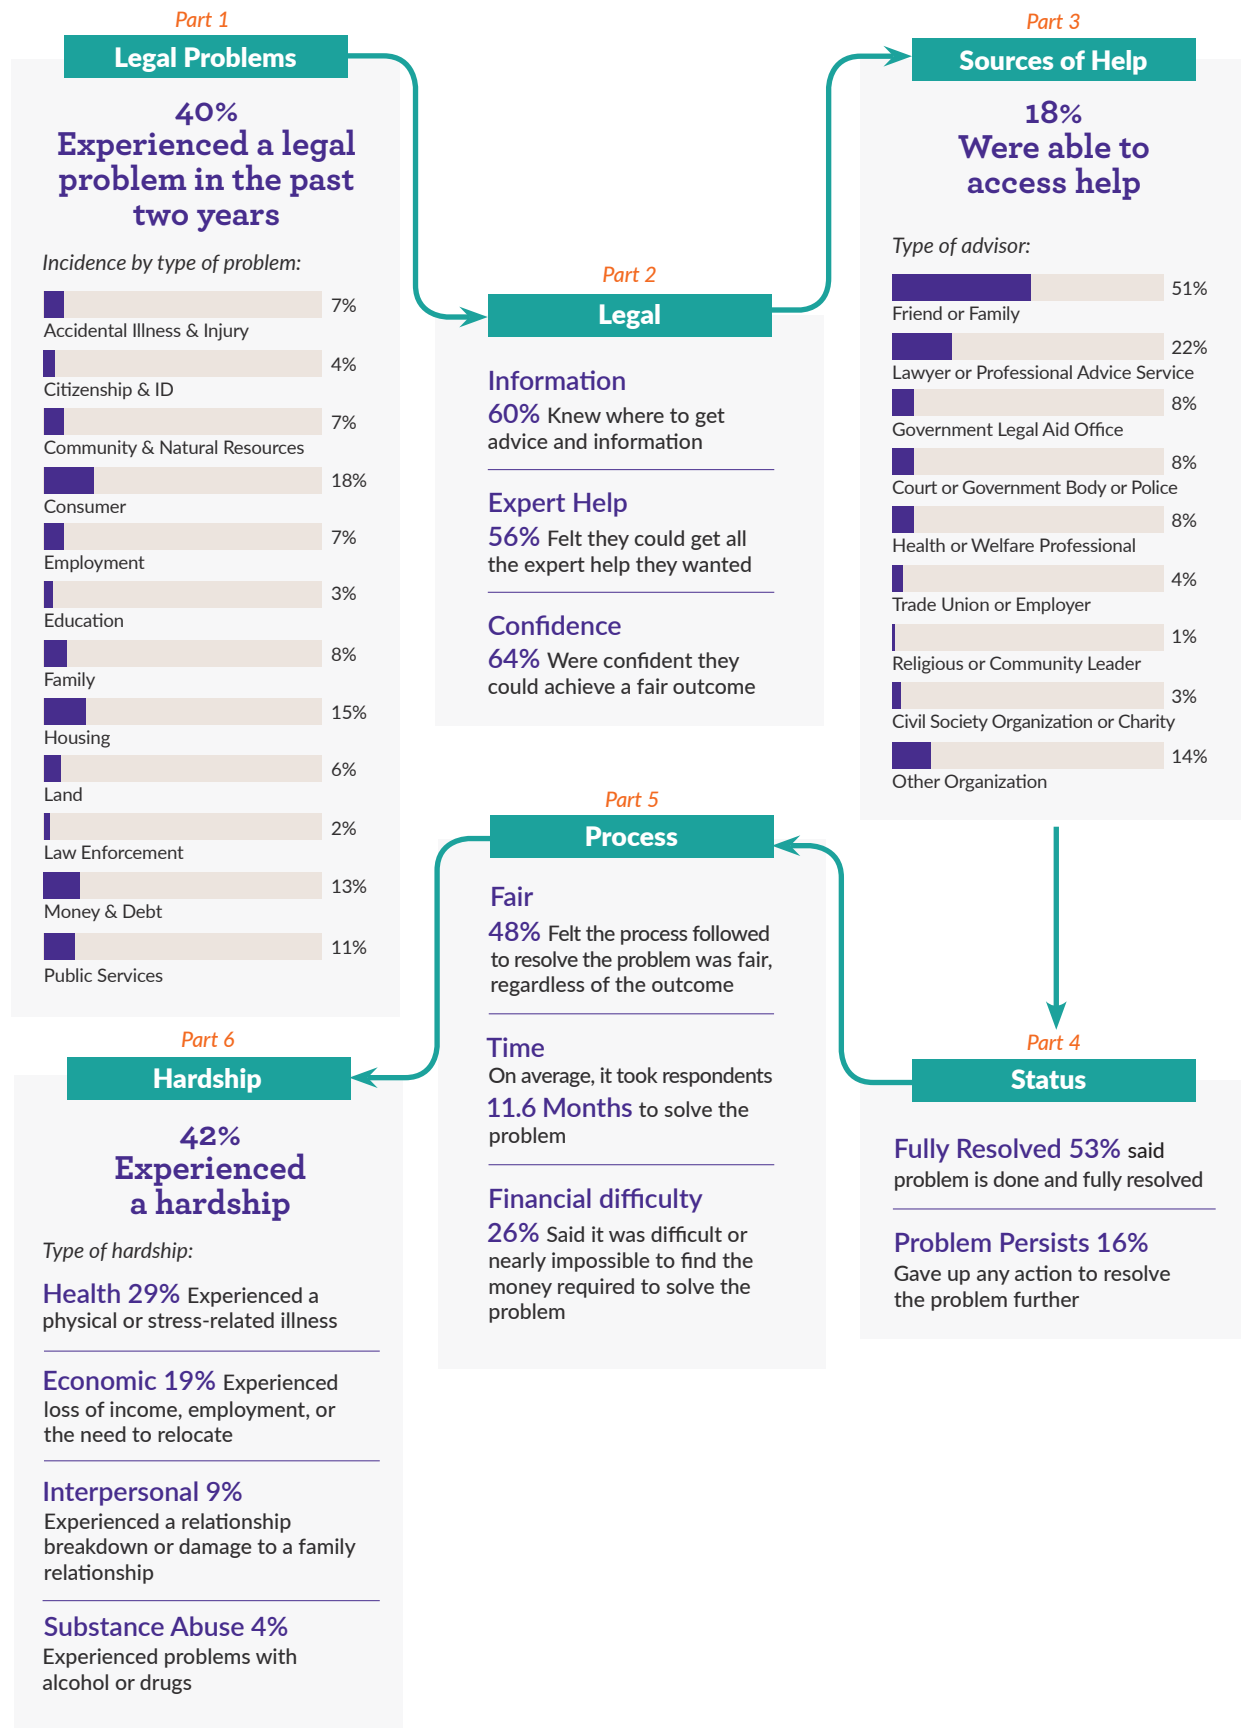 Part 1
Legal Problems
40%
Experienced a legal
problem in the past
two years
Incidence by type of problem:
7%
Accidental Illness & Injury
4%
Citizenship & ID
7%
Community & Natural Resources
18%
Consumer
7%
Employment
3%
Education
8%
Family
15%
Housing
6%
Land
2%
Law Enforcement
13%
Money & Debt
11%
Public Services
Part 2
Legal
Information
60% Knew where to get
advice and information
Expert Help
56% Felt they could get all
the expert help they wanted
Confidence
64% Were confident they
could achieve a fair outcome
Part 3
Sources of Help
18%
Were able to
access help
Type of advisor:
51%
Friend or Family
22%
Lawyer or Professional Advice Service
8%
Government Legal Aid Office
8%
Court or Government Body or Police
8%
Health or Welfare Professional
4%
Trade Union or Employer
1%
Religious or Community Leader
3%
Civil Society Organization or Charity
14%
Other Organization
Part 4
Status
Fully Resolved 53% said
problem is done and fully resolved
Problem Persists 16%
Gave up any action to resolve
the problem further
Part 5
Process
Fair
48% Felt the process followed
to resolve the problem was fair,
regardless of the outcome
Time
On average, it took respondents
11.6 Months to solve the
problem
Financial difficulty
26% Said it was difficult or
nearly impossible to find the
money required to solve the
problem
Part 6
Hardship
42%
Experienced
a hardship
Type of hardship:
Health 29% Experienced a
physical or stress-related illness
Economic 19% Experienced
loss of income, employment, or
the need to relocate
Interpersonal 9%
Experienced a relationship
breakdown or damage to a family
relationship
Substance Abuse 4%
Experienced problems with
alcohol or drugs